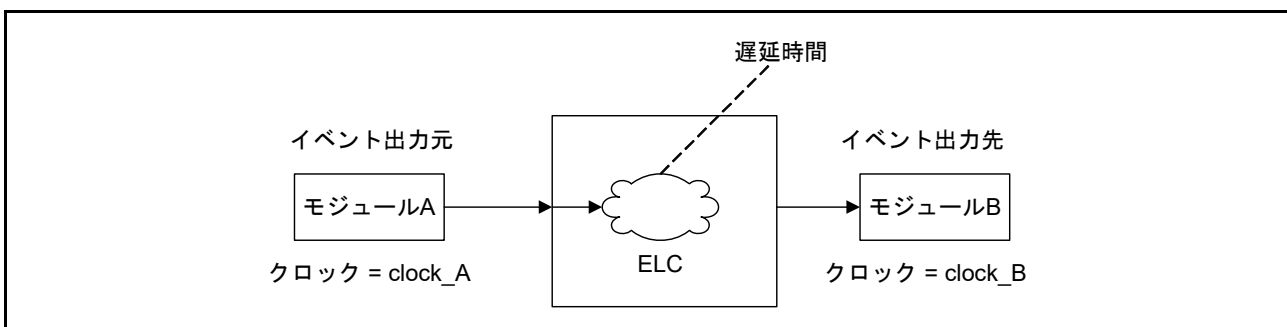 遅延時間
イベント出力元
イベント出力先
モジュールA
モジュールB
ELC
クロック = clock_A
クロック = clock_B